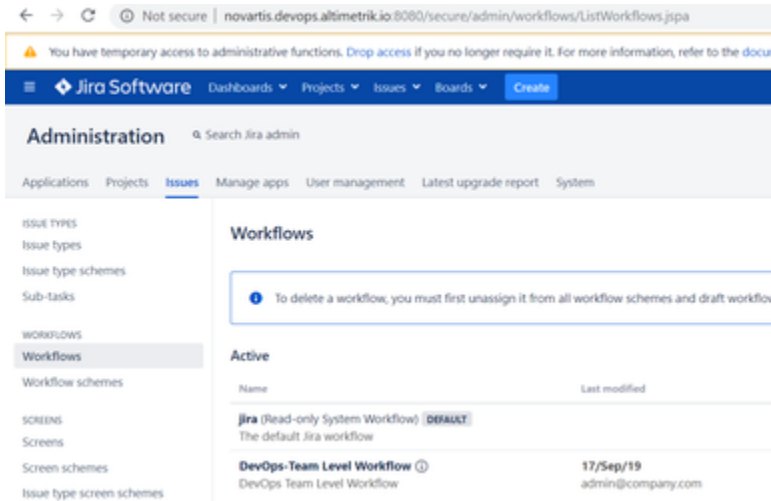 Not secure | novartis.devops.altimetrik.io:8080/secure/admin/workflows/ListWorkflows.jspa
You have temporary access to administrative functions. Drop access if you no longer require it. For more information, refer to the docu
Jira Software Dashboards Projects Issues Boards Create
Administration Search Jira admin
Applications Projects Issues Manage apps User management Latest upgrade report System
ISSUE TYPES
Issue types
Issue type schemes
Sub-tasks
WORKFLOWS
Workflows
Workflow schemes
SCREENS
Screens
Screen schemes
Issue type screen schemes
Workflows
To delete a workflow, you must first unassign it from all workflow schemes and draft workflow
Active
Name Last modified
jira (Read-only System Workflow) DEFAULT
The default Jira workflow
DevOps-Team Level Workflow 17/Sep/19
DevOps Team Level Workflow admin@company.com